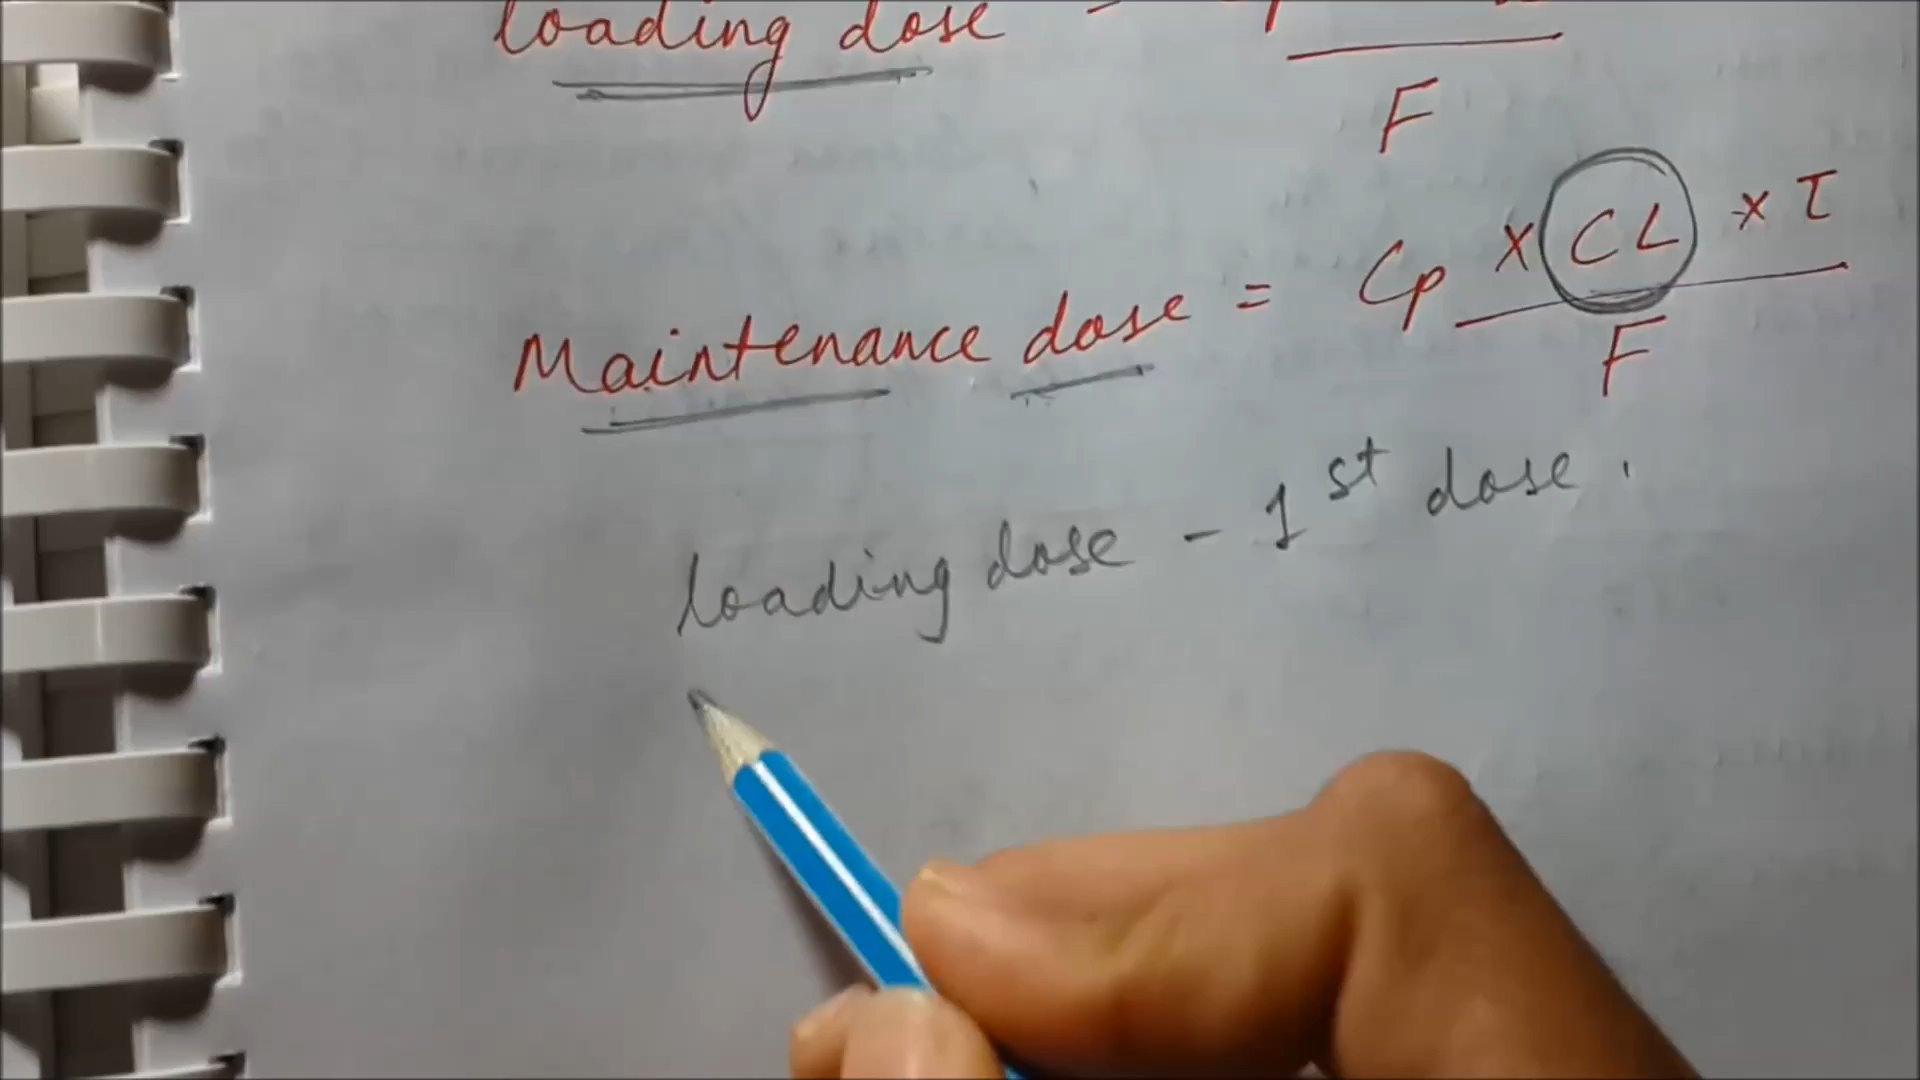 loading dose -
F
Maintenance dose = Cp × CL × τ
F
loading dose - 1st dose.